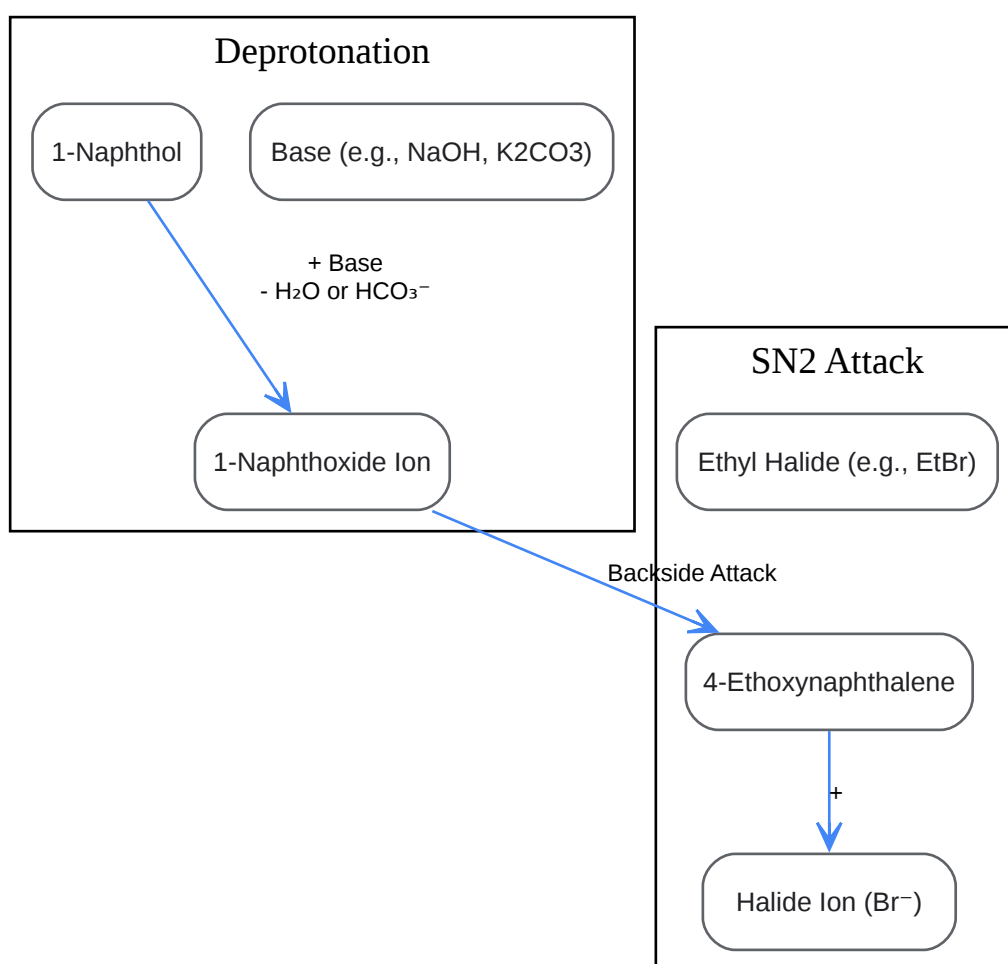 Deprotonation
1-Naphthol
Base (e.g., NaOH, K2CO3)
+ Base
- H₂O or HCO₃⁻
1-Naphthoxide Ion
SN2 Attack
Ethyl Halide (e.g., EtBr)
Backside Attack
4-Ethoxynaphthalene
+
Halide Ion (Br⁻)